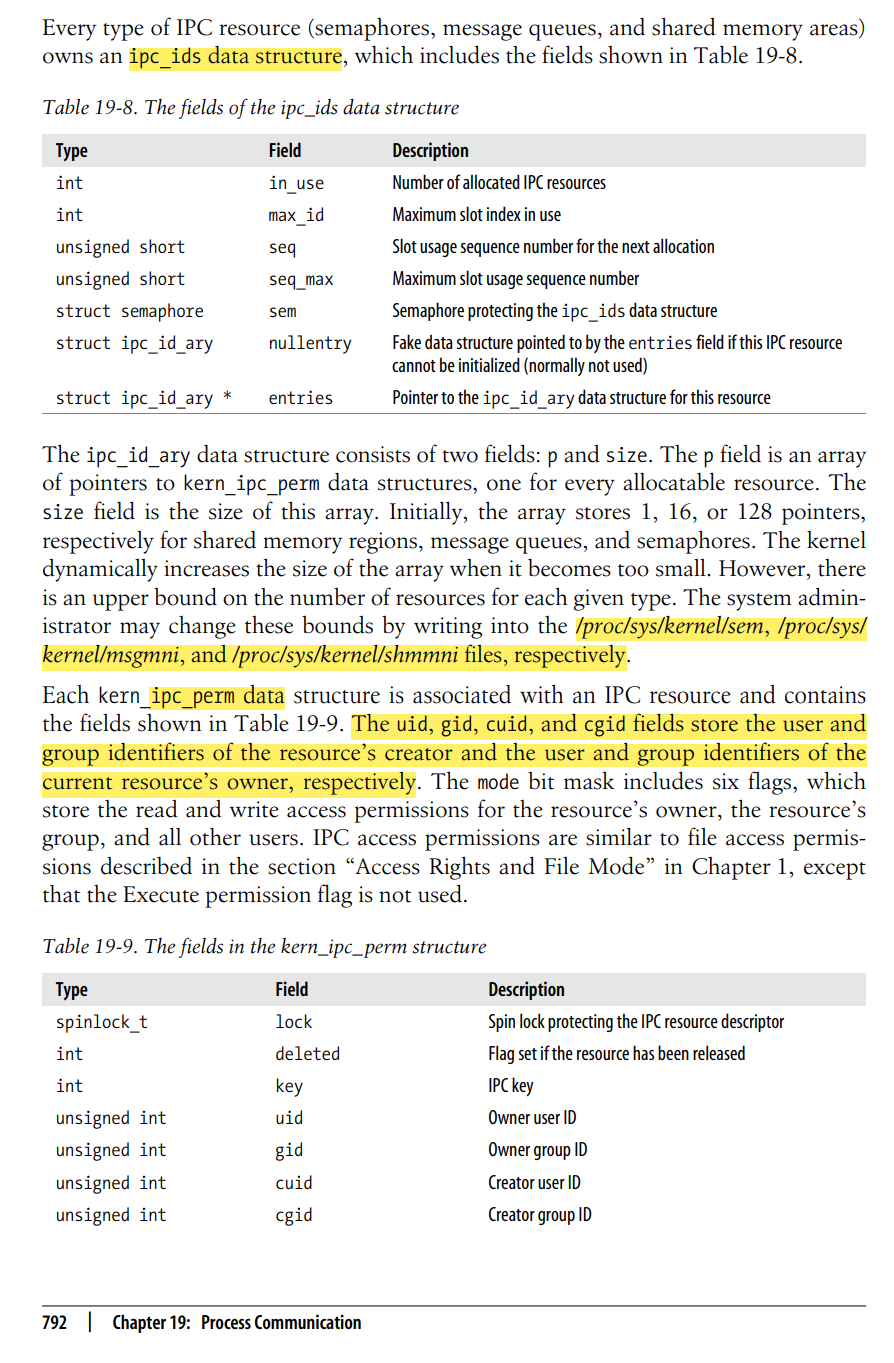 Every type of IPC resource (semaphores, message queues, and shared memory areas)
owns an ipc_ids data structure, which includes the fields shown in Table 19-8.
Table 19-8. The fields of the ipc_ids data structure
Type Field Description
int in_use Number of allocated IPC resources
int max_id Maximum slot index in use
unsigned short seq Slot usage sequence number for the next allocation
unsigned short seq_max Maximum slot usage sequence number
struct semaphore sem Semaphore protecting the ipc_ids data structure
struct ipc_id_ary nullentry Fake data structure pointed to by the entries field if this IPC resource
cannot be initialized (normally not used)
struct ipc_id_ary * entries Pointer to the ipc_id_ary data structure for this resource
The ipc_id_ary data structure consists of two fields: p and size. The p field is an array
of pointers to kern_ipc_perm data structures, one for every allocatable resource. The
size field is the size of this array. Initially, the array stores 1, 16, or 128 pointers,
respectively for shared memory regions, message queues, and semaphores. The kernel
dynamically increases the size of the array when it becomes too small. However, there
is an upper bound on the number of resources for each given type. The system admin-
istrator may change these bounds by writing into the /proc/sys/kernel/sem, /proc/sys/
kernel/msgmni, and /proc/sys/kernel/shmmni files, respectively.
Each kern_ipc_perm data structure is associated with an IPC resource and contains
the fields shown in Table 19-9. The uid, gid, cuid, and cgid fields store the user and
group identifiers of the resource's creator and the user and group identifiers of the
current resource's owner, respectively. The mode bit mask includes six flags, which
store the read and write access permissions for the resource's owner, the resource's
group, and all other users. IPC access permissions are similar to file access permis-
sions described in the section “Access Rights and File Mode” in Chapter 1, except
that the Execute permission flag is not used.
Table 19-9. The fields in the kern_ipc_perm structure
Type Field Description
spinlock_t lock Spin lock protecting the IPC resource descriptor
int deleted Flag set if the resource has been released
int key IPC key
unsigned int uid Owner user ID
unsigned int gid Owner group ID
unsigned int cuid Creator user ID
unsigned int cgid Creator group ID
792 | Chapter 19: Process Communication